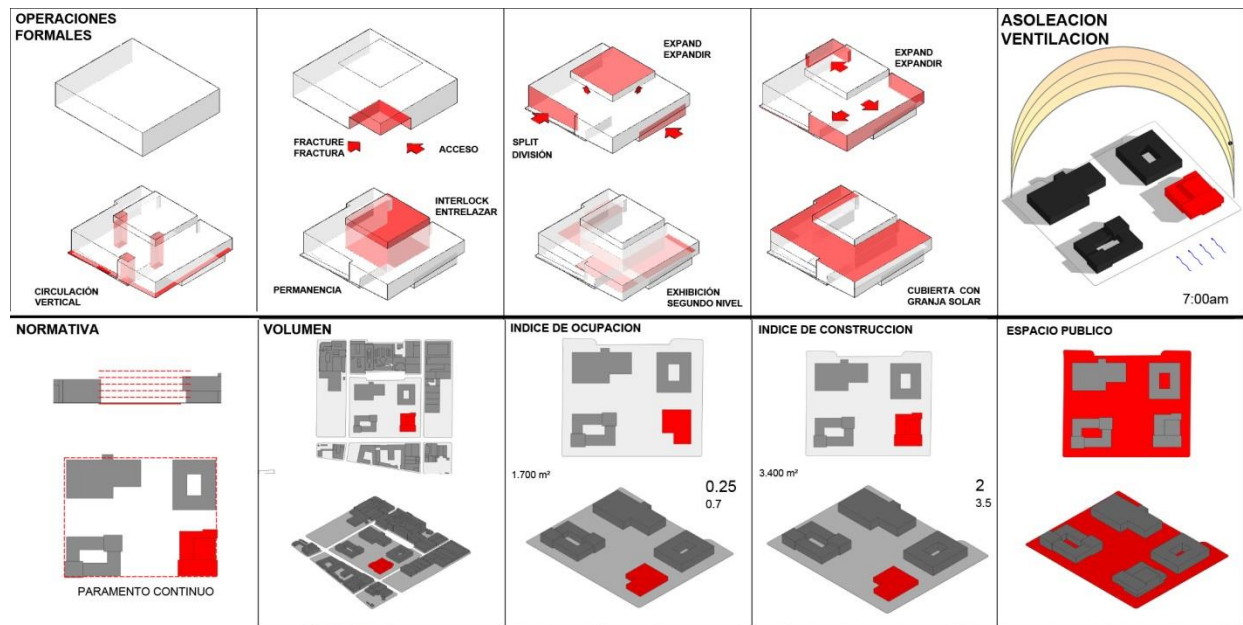 OPERACIONES
FORMALES
FRACTURE
FRACTURA
ACCESO
EXPAND
EXPANDIR
SPLIT
DIVISIÓN
EXPAND
EXPANDIR
ASOLEACION
VENTILACION
CIRCULACIÓN
VERTICAL
INTERLOCK
ENTRELAZAR
PERMANENCIA
EXHIBICIÓN
SEGUNDO NIVEL
CUBIERTA CON
GRANJA SOLAR
7:00am
NORMATIVA
PARAMENTO CONTINUO
VOLUMEN
INDICE DE OCUPACION
1.700 m²
0.25
0.7
INDICE DE CONSTRUCCION
3.400 m²
2
3.5
ESPACIO PUBLICO